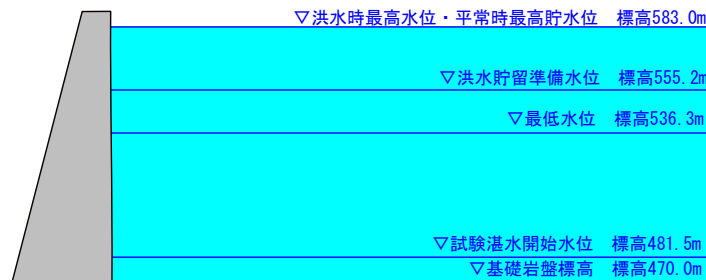 ▽洪水時最高水位・平常時最高貯水位　標高583.0m
▽洪水貯留準備水位　標高555.2m
▽最低水位　標高536.3m
▽試験湛水開始水位　標高481.5m
▽基礎岩盤標高　標高470.0m